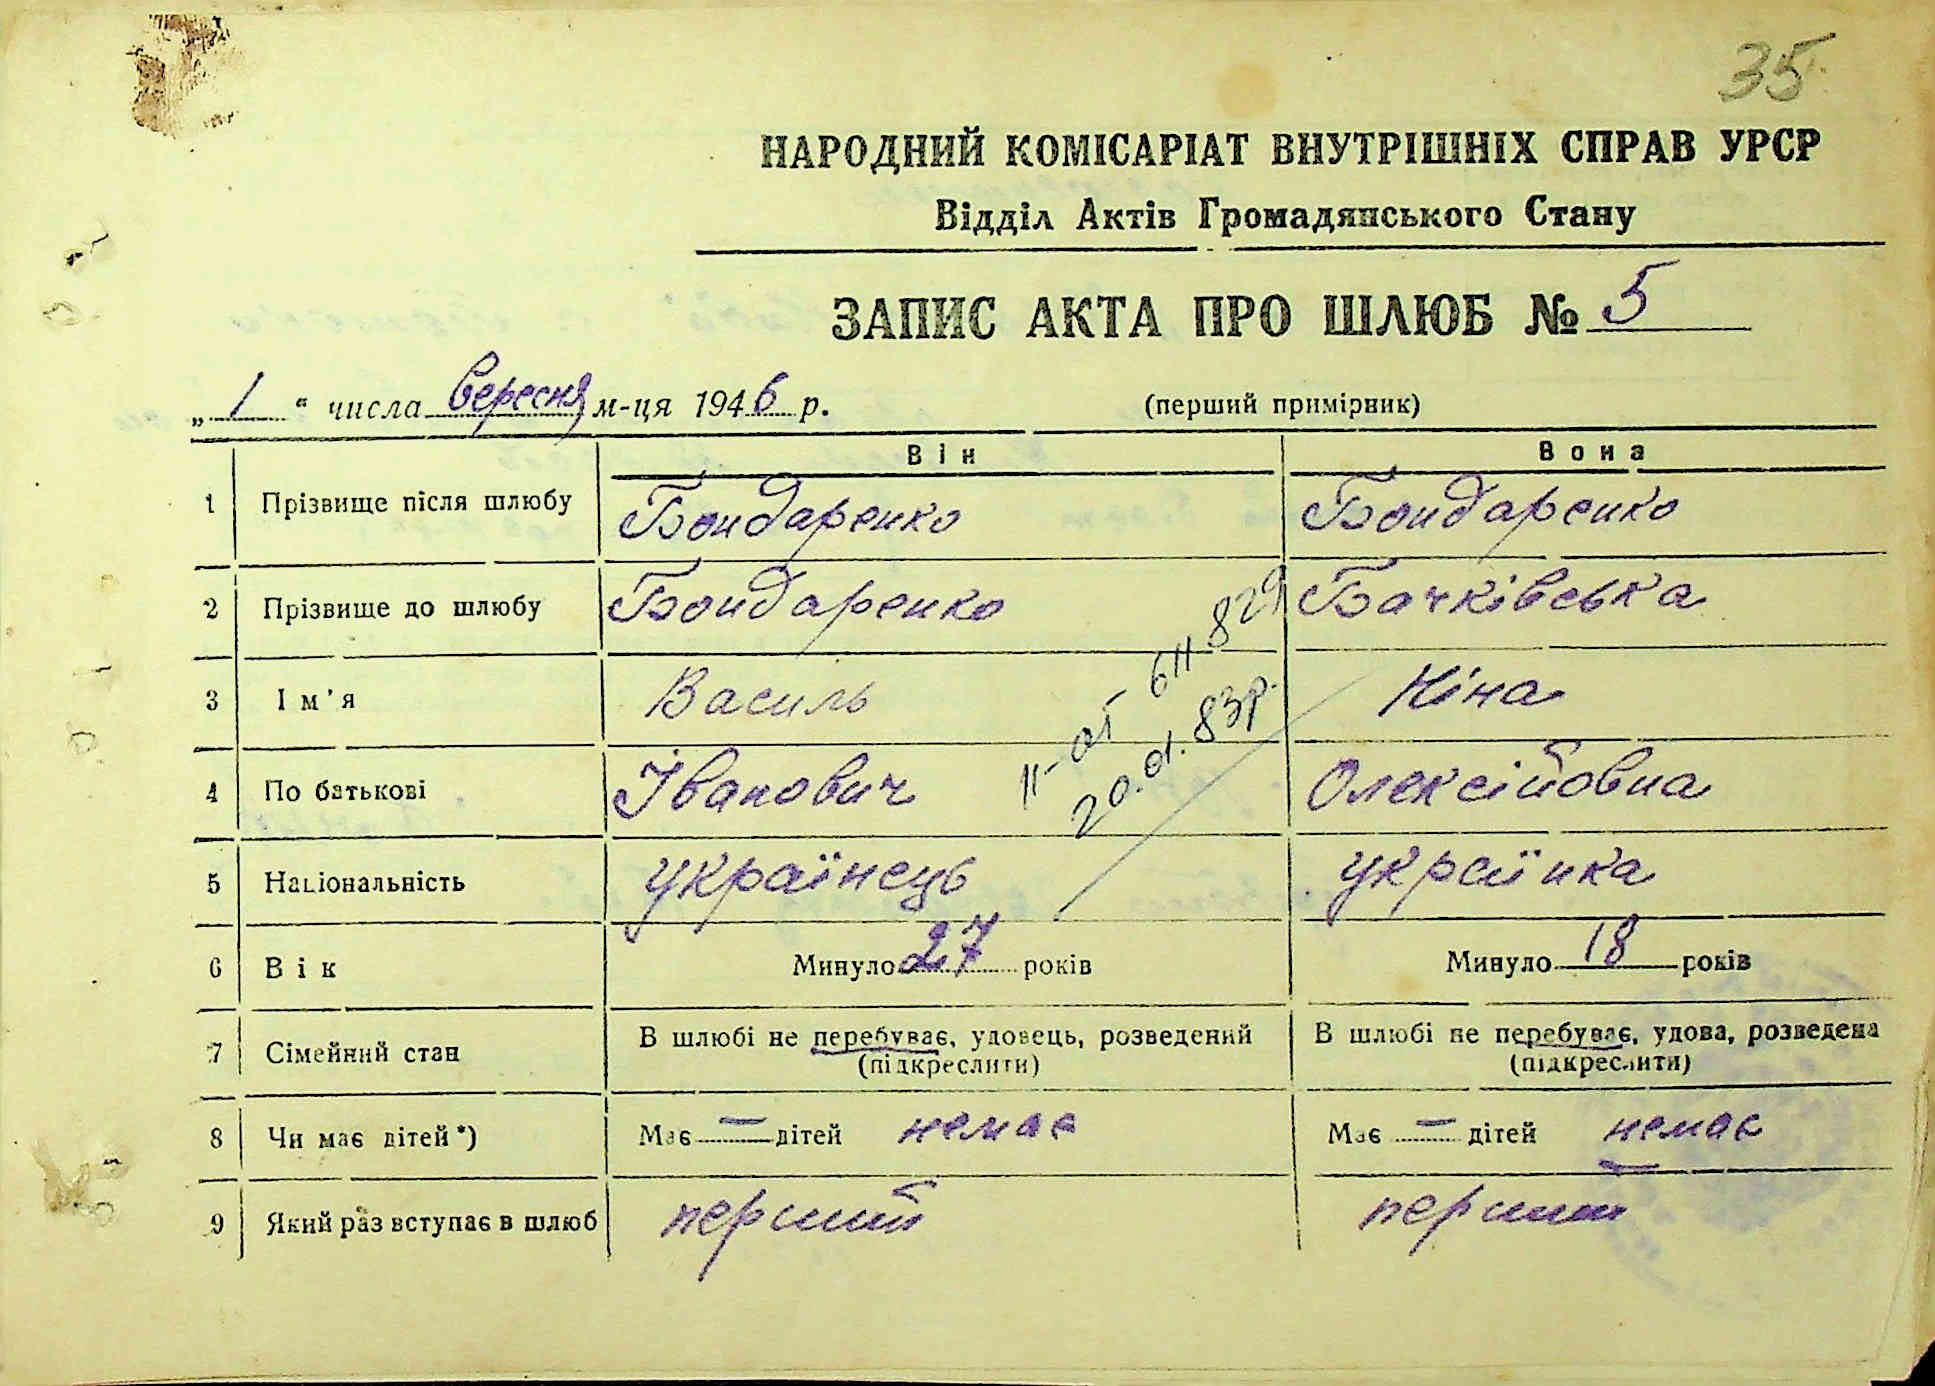 35
НАРОДНИЙ КОМІСАРІАТ ВНУТРІШНІХ СПРАВ УРСР
Відділ Актів Громадянського Стану
ЗАПИС АКТА ПРО ШЛЮБ № 5
„ 1 “ числа вересня м-ця 1946 р. (перший примірник)
Він Вона
1 Прізвище після шлюбу Бондаренко Бондаренко
2 Прізвище до шлюбу Бондаренко Бачківська
3 Ім'я Василь Ніна
4 По батькові Іванович Олексійовна
20.01.83р.
5 Національність українець українка
6 Вік Минуло 27 років Минуло 18 років
7 Сімейний стан В шлюбі не перебуває, удовець, розведений В шлюбі не перебуває, удова, розведена
(підкреслити) (підкреслити)
8 Чи має дітей*) Має — дітей немає Має — дітей немає
9 Який раз вступає в шлюб перший перший